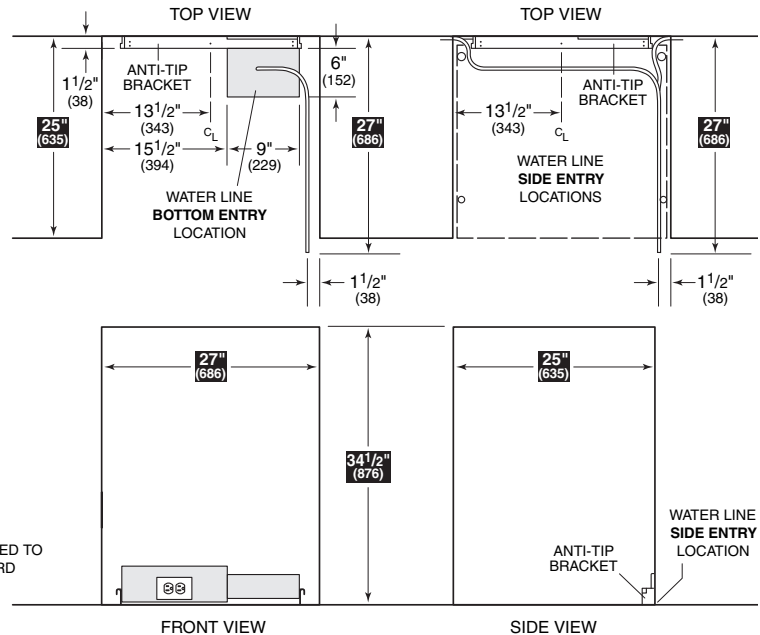 TOP VIEW
TOP VIEW
1 1/2"
(38)
ANTI-TIP
BRACKET
6"
(152)
ANTI-TIP
BRACKET
25"
(635)
13 1/2"
(343)
CL
27"
(686)
13 1/2"
(343)
CL
27"
(686)
15 1/2"
(394)
9"
(229)
WATER LINE
BOTTOM ENTRY
LOCATION
WATER LINE
SIDE ENTRY
LOCATIONS
1 1/2"
(38)
1 1/2"
(38)
27"
(686)
25"
(635)
34 1/2"
(876)
ED TO
RD
ANTI-TIP
BRACKET
WATER LINE
SIDE ENTRY
LOCATION
FRONT VIEW
SIDE VIEW